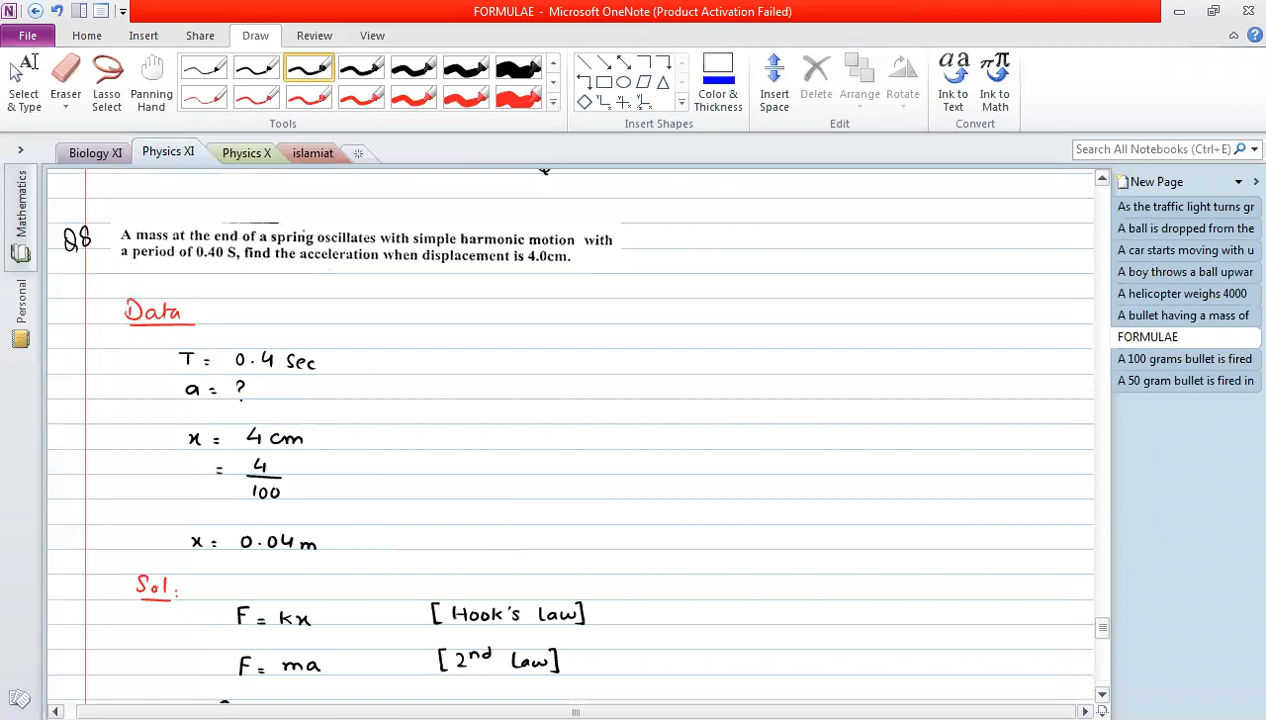 FORMULAE - Microsoft OneNote (Product Activation Failed)
File Home Insert Share Draw Review View
Select & Type
Eraser
Lasso Select
Panning Hand
Color & Thickness
Insert Space
Delete
Arrange
Rotate
Ink to Text
Ink to Math
Tools
Insert Shapes
Edit
Convert
Biology XI
Physics XI
Physics X
islamiat
Search All Notebooks (Ctrl+E)
Mathematics
Personal
New Page
As the traffic light turns gr
A ball is dropped from the
A car starts moving with u
A boy throws a ball upwar
A helicopter weighs 4000
A bullet having a mass of
FORMULAE
A 100 grams bullet is fired
A 50 gram bullet is fired in
Q8
A mass at the end of a spring oscillates with simple harmonic motion with
a period of 0.40 S, find the acceleration when displacement is 4.0cm.
Data
T = 0.4 sec
a = ?
x = 4 cm
= 4
100
x = 0.04 m
Sol:
F = kx [Hook's law]
F = ma [2nd law]